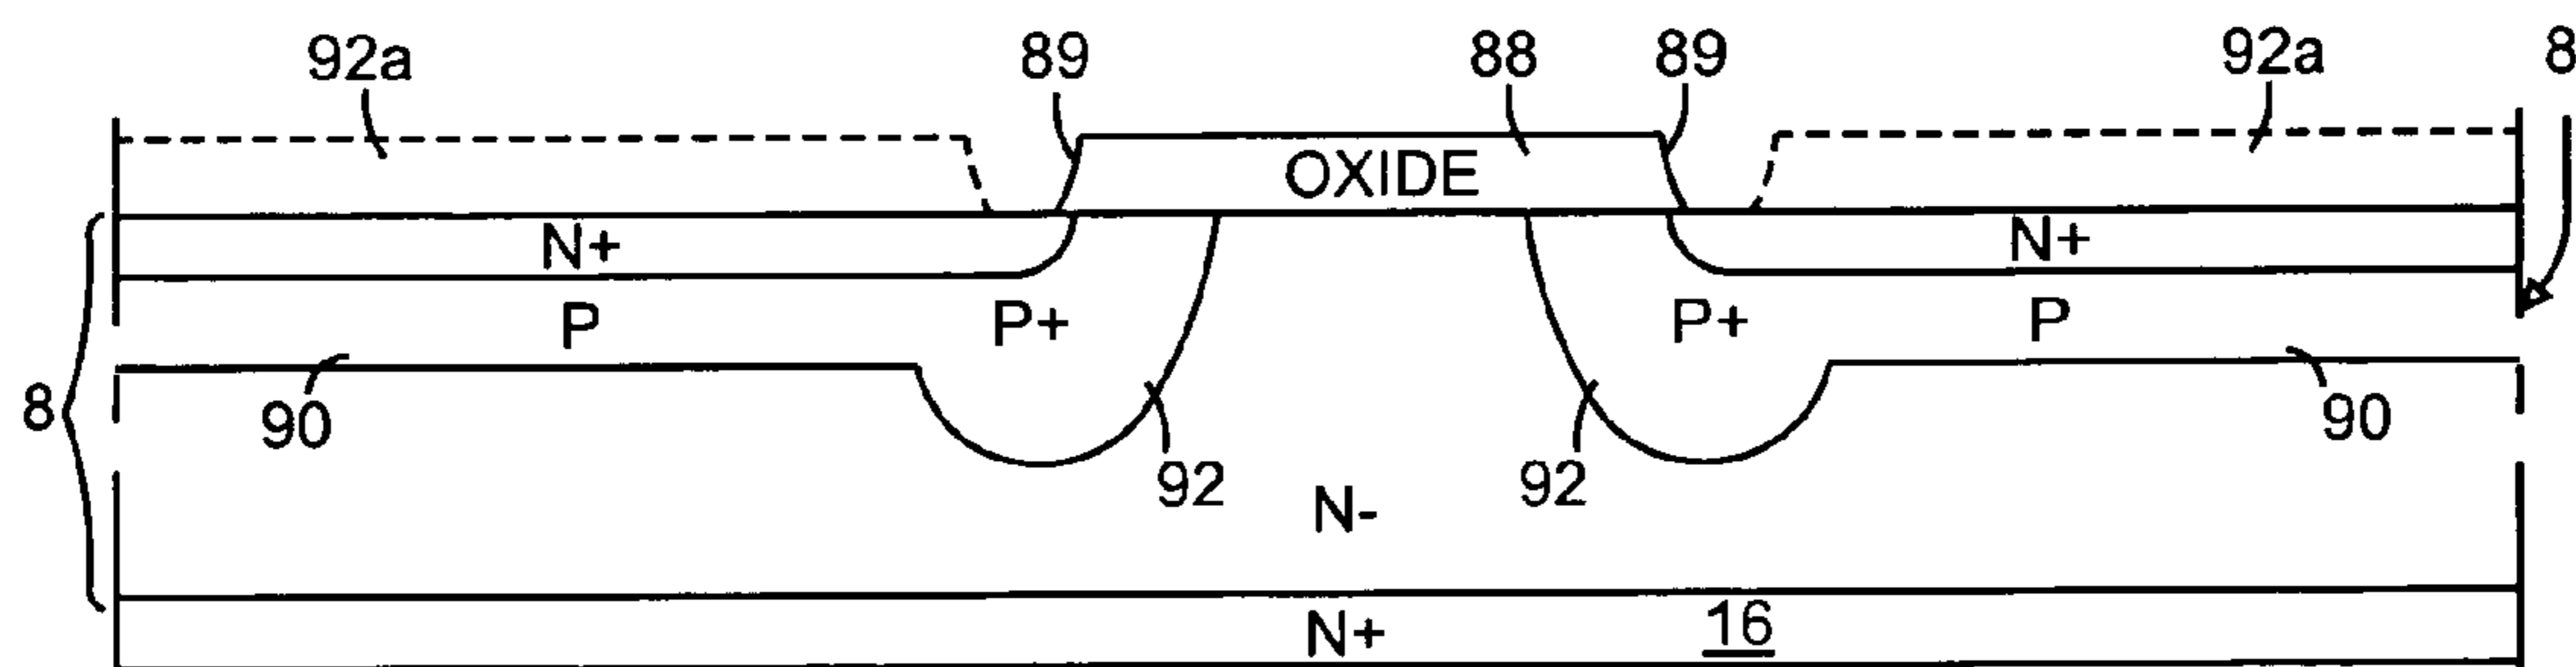 92a 89 88 89 92a 8
OXIDE
N+ N+
P P+ P+ P
8 90 92 92 90
N-
N+ 16